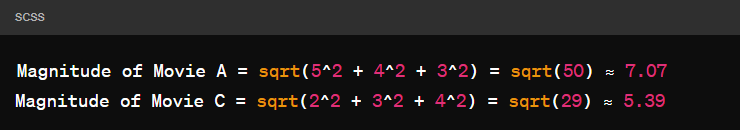 scss
Magnitude of Movie A = sqrt(5^2 + 4^2 + 3^2) = sqrt(50) ≈ 7.07
Magnitude of Movie C = sqrt(2^2 + 3^2 + 4^2) = sqrt(29) ≈ 5.39